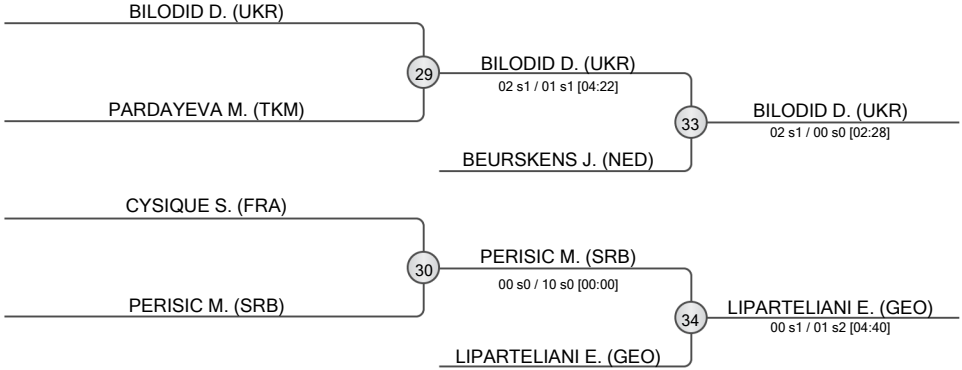 BILODID D. (UKR)
29
BILODID D. (UKR)
02 s1 / 01 s1 [04:22]
PARDAYEVA M. (TKM)
33
BILODID D. (UKR)
02 s1 / 00 s0 [02:28]
BEURSKENS J. (NED)
CYSIQUE S. (FRA)
30
PERISIC M. (SRB)
00 s0 / 10 s0 [00:00]
PERISIC M. (SRB)
34
LIPARTELIANI E. (GEO)
00 s1 / 01 s2 [04:40]
LIPARTELIANI E. (GEO)